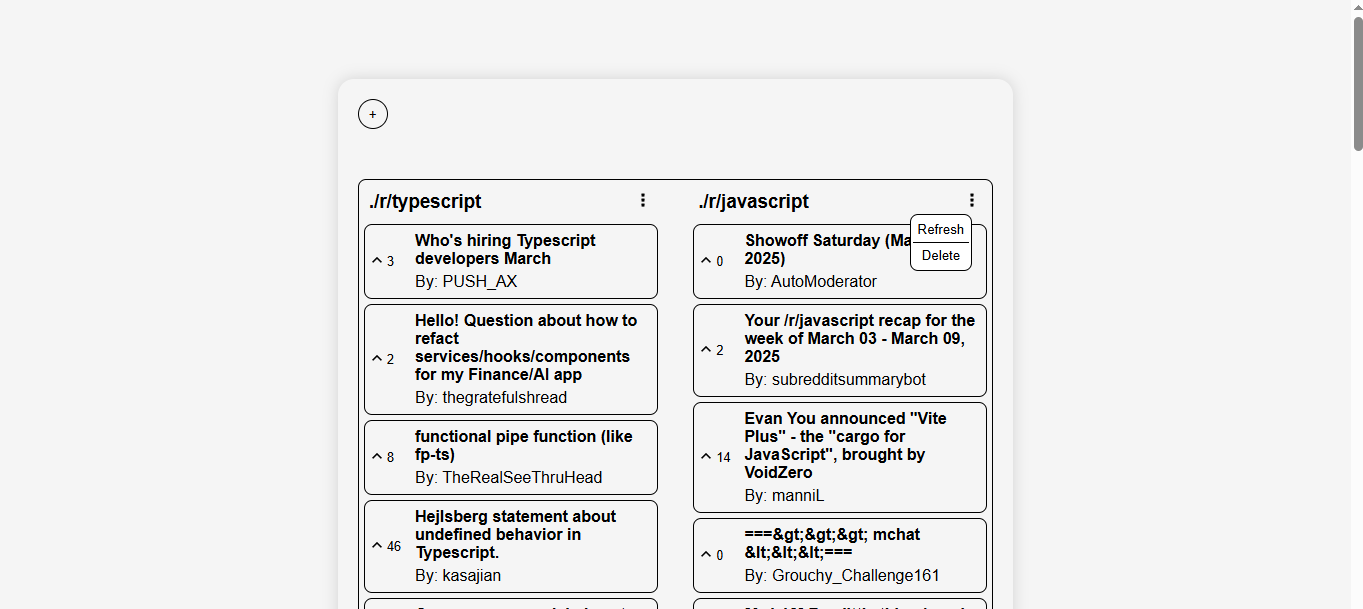 +
./r/typescript
Who's hiring Typescript
developers March
3
By: PUSH_AX
Hello! Question about how to
refact
services/hooks/components
for my Finance/AI app
2
By: thegratefulshread
functional pipe function (like
fp-ts)
8
By: TheRealSeeThruHead
Hejlsberg statement about
undefined behavior in
Typescript.
46
By: kasajian
./r/javascript
Refresh
Delete
Showoff Saturday (Ma
2025)
0
By: AutoModerator
Your /r/javascript recap for the
week of March 03 - March 09,
2025
2
By: subredditsummarybot
Evan You announced "Vite
Plus" - the "cargo for
JavaScript", brought by
VoidZero
14
By: manniL
===&gt;&gt;&gt; mchat
&lt;&lt;&lt;===
0
By: Grouchy_Challenge161